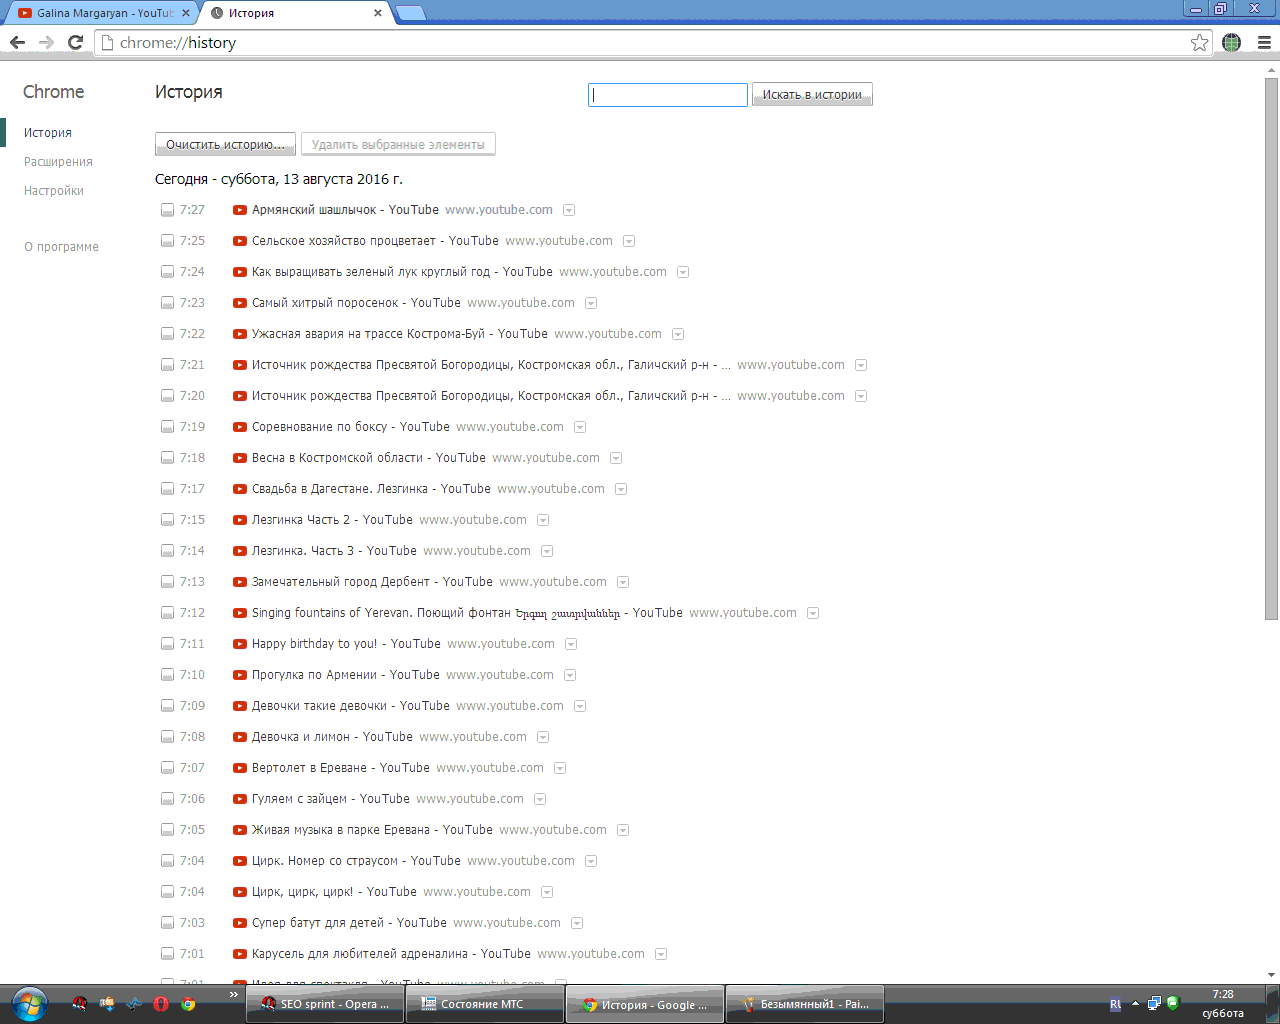 Galina Margaryan - YouTub
История
chrome://history
Chrome
История
Искать в истории
История
Расширения
Настройки
О программе
Очистить историю...
Удалить выбранные элементы
Сегодня - суббота, 13 августа 2016 г.
7:27 Армянский шашлычок - YouTube www.youtube.com
7:25 Сельское хозяйство процветает - YouTube www.youtube.com
7:24 Как выращивать зеленый лук круглый год - YouTube www.youtube.com
7:23 Самый хитрый поросенок - YouTube www.youtube.com
7:22 Ужасная авария на трассе Кострома-Буй - YouTube www.youtube.com
7:21 Источник рождества Пресвятой Богородицы, Костромская обл., Галичский р-н - ... www.youtube.com
7:20 Источник рождества Пресвятой Богородицы, Костромская обл., Галичский р-н - ... www.youtube.com
7:19 Соревнование по боксу - YouTube www.youtube.com
7:18 Весна в Костромской области - YouTube www.youtube.com
7:17 Свадьба в Дагестане. Лезгинка - YouTube www.youtube.com
7:15 Лезгинка Часть 2 - YouTube www.youtube.com
7:14 Лезгинка. Часть 3 - YouTube www.youtube.com
7:13 Замечательный город Дербент - YouTube www.youtube.com
7:12 Singing fountains of Yerevan. Поющий фонтан Երգող շատրվաններ - YouTube www.youtube.com
7:11 Happy birthday to you! - YouTube www.youtube.com
7:10 Прогулка по Армении - YouTube www.youtube.com
7:09 Девочки такие девочки - YouTube www.youtube.com
7:08 Девочка и лимон - YouTube www.youtube.com
7:07 Вертолет в Ереване - YouTube www.youtube.com
7:06 Гуляем с зайцем - YouTube www.youtube.com
7:05 Живая музыка в парке Еревана - YouTube www.youtube.com
7:04 Цирк. Номер со страусом - YouTube www.youtube.com
7:04 Цирк, цирк, цирк! - YouTube www.youtube.com
7:03 Супер батут для детей - YouTube www.youtube.com
7:01 Карусель для любителей адреналина - YouTube www.youtube.com
7:01 Идея для спектакля - YouTube www.youtube.com
SEO sprint - Opera ...
Состояние МТС
История - Google ...
Безымянный1 - Pai...
RL
7:28
суббота